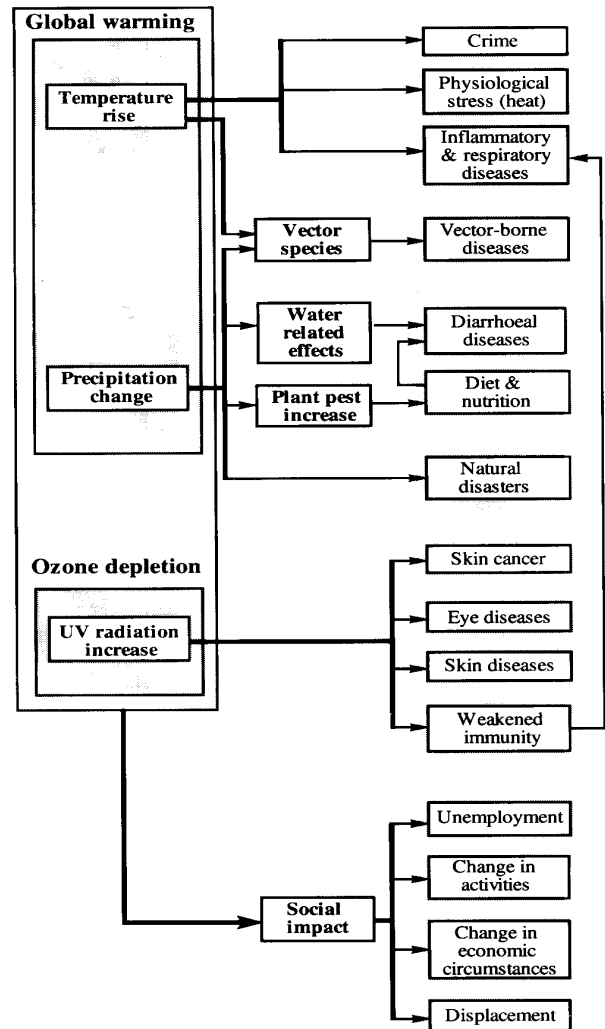 Global warming
Temperature
rise
Crime
Physiological
stress (heat)
Inflammatory
& respiratory
diseases
Vector
species
Vector-borne
diseases
Water
related
effects
Diarrhoeal
diseases
Precipitation
change
Plant pest
increase
Diet &
nutrition
Natural
disasters
Ozone depletion
UV radiation
increase
Skin cancer
Eye diseases
Skin diseases
Weakened
immunity
Social
impact
Unemployment
Change in
activities
Change in
economic
circumstances
Displacement